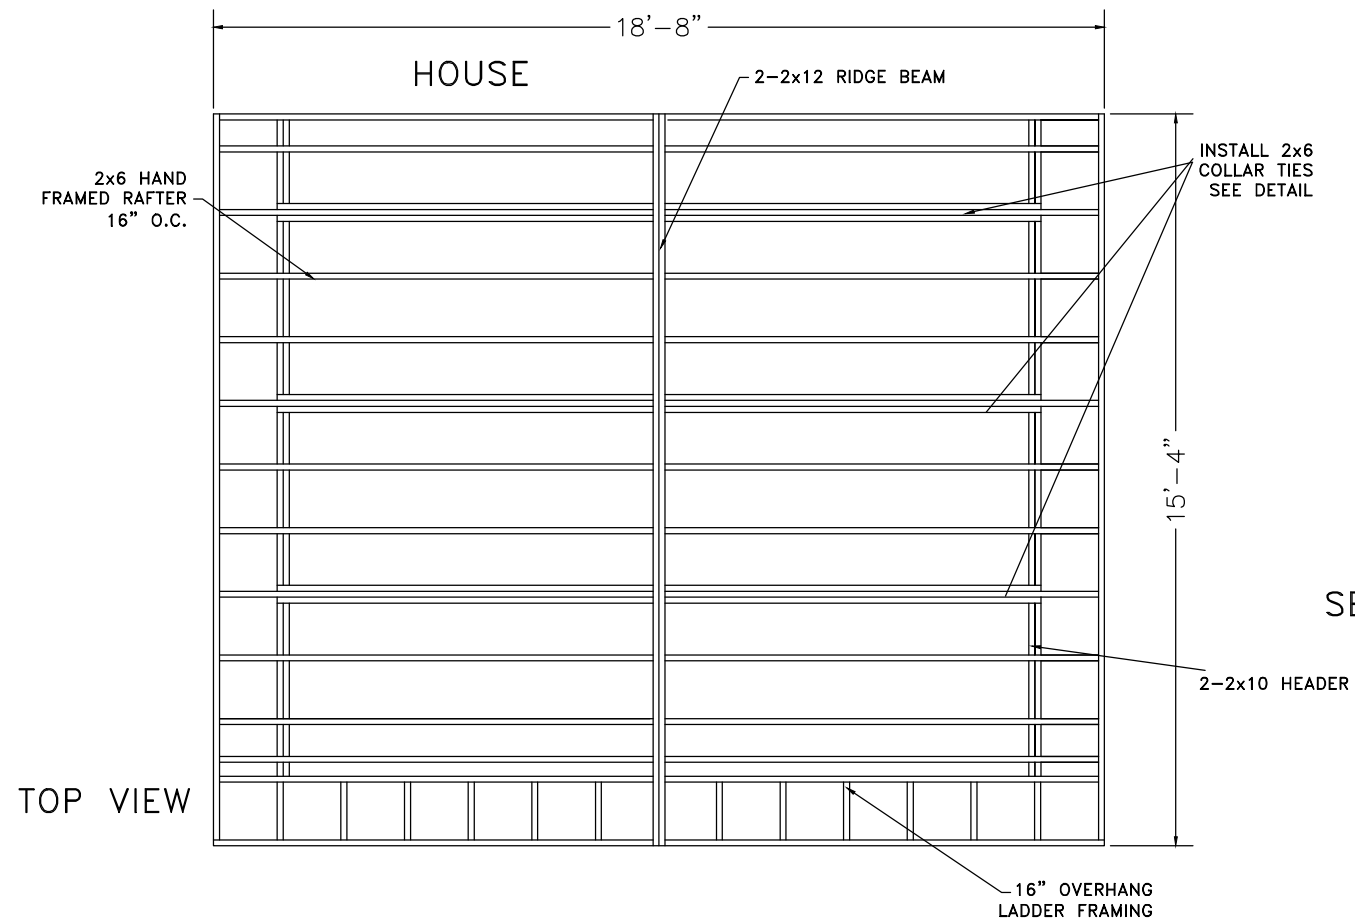 18'-8"
HOUSE
2-2x12 RIDGE BEAM
INSTALL 2x6
COLLAR TIES
SEE DETAIL
2x6 HAND
FRAMED RAFTER
16" O.C.
15'-4"
SE
2-2x10 HEADER
TOP VIEW
16" OVERHANG
LADDER FRAMING